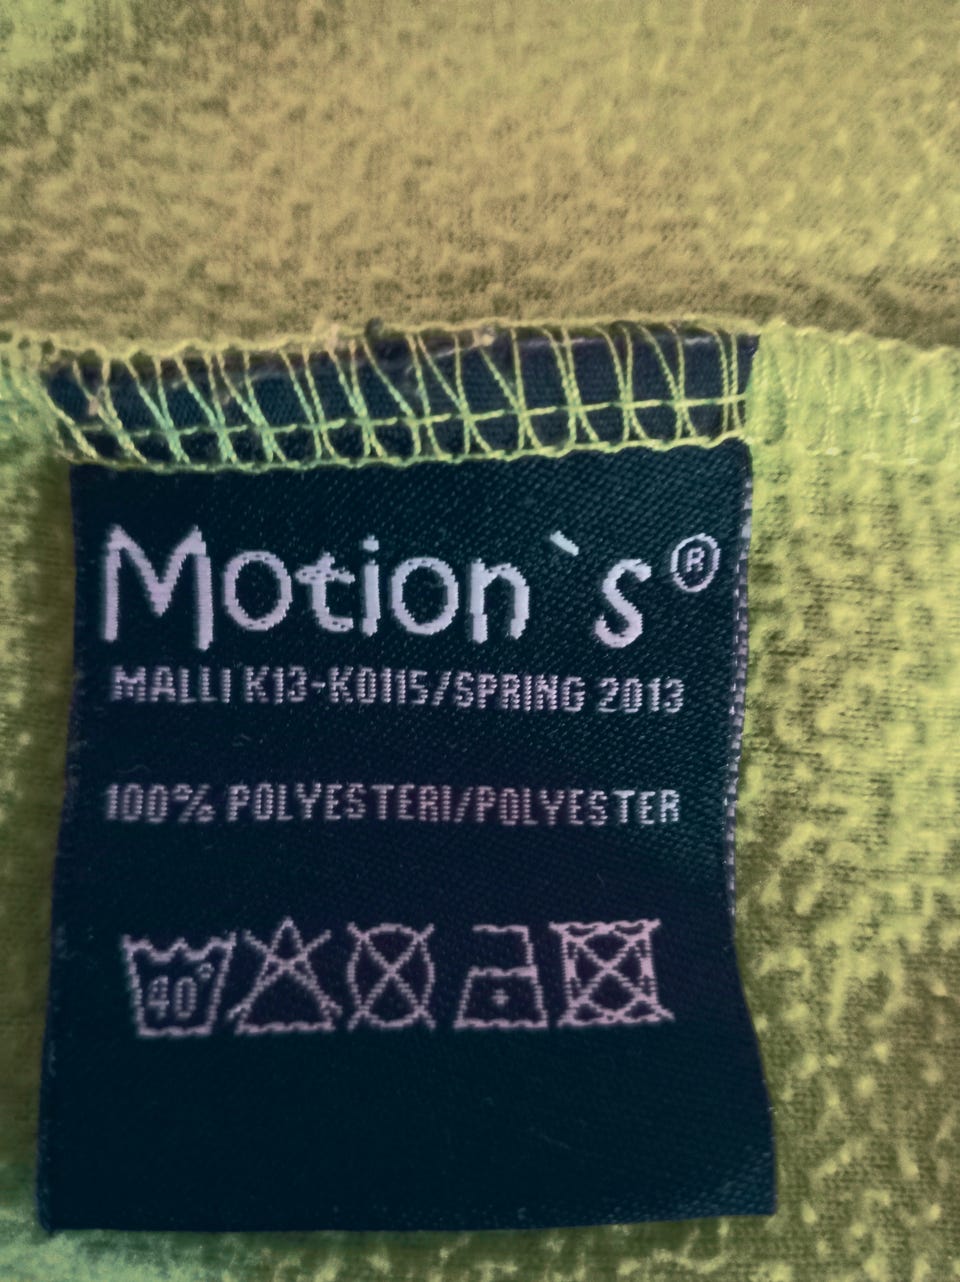 Motion`s®
MALLI K13-K0115/SPRING 2013
100% POLYESTERI/POLYESTER
40°